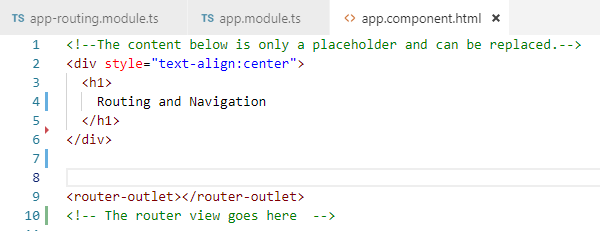 TS app-routing.module.ts TS app.module.ts <> app.component.html ×
1 <!--The content below is only a placeholder and can be replaced.-->
2 <div style="text-align:center">
3 <h1>
4 Routing and Navigation
5 </h1>
6 </div>
7
8
9 <router-outlet></router-outlet>
10 <!-- The router view goes here  -->